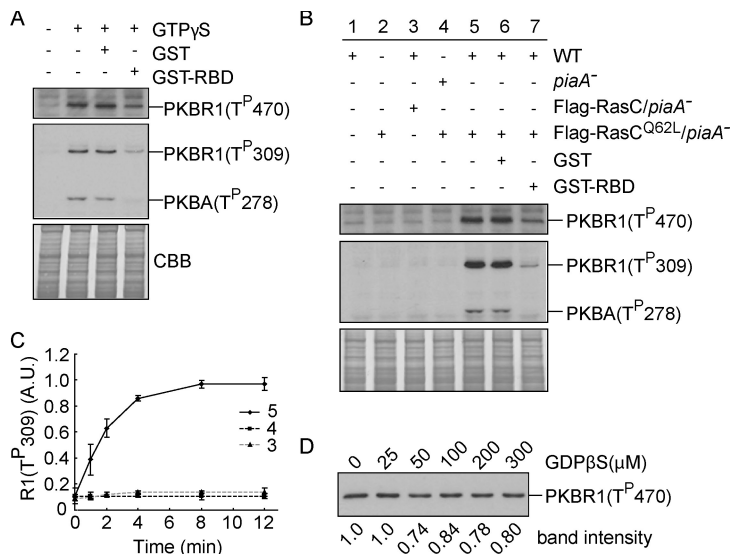 A
- + + + GTPγS
+ GST
+ GST-RBD
PKBR1(T^P470)
PKBR1(T^P309)
PKBA(T^P278)
CBB
B
1 2 3 4 5 6 7
+ - + - + + + WT
- - - + - - - piaA⁻
- - + - - - - Flag-RasC/piaA⁻
- + - + + + + Flag-RasC^Q62L/piaA⁻
- - - - - + - GST
- - - - - - + GST-RBD
PKBR1(T^P470)
PKBR1(T^P309)
PKBA(T^P278)
C
R1(T^P309) (A.U.)
1.2
1.0
0.8
0.6
0.4
0.2
0
0 2 4 6 8 10 12
Time (min)
5
4
3
D
0 25 50 100 200 300 GDPβS(μM)
PKBR1(T^P470)
1.0 1.0 0.74 0.84 0.78 0.80 band intensity